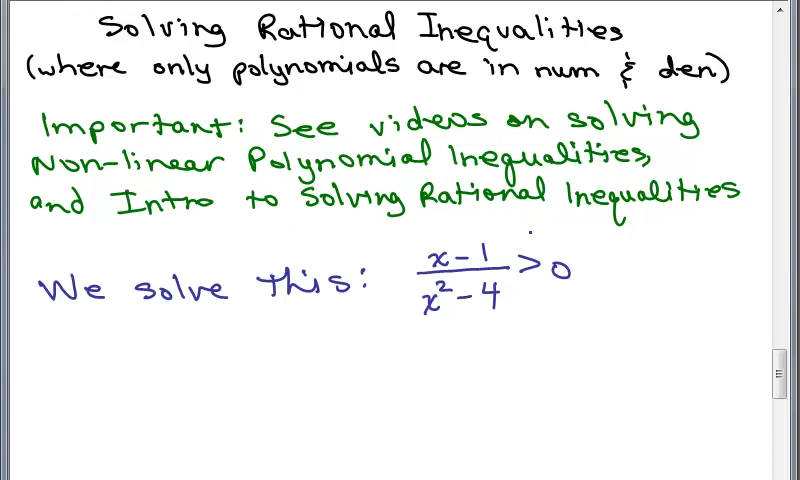 Solving Rational Inequalities
(where only polynomials are in num & den)
Important: See videos on solving
Non-linear Polynomial Inequalities,
and Intro to Solving Rational Inequalities
We solve this: (x-1)/(x²-4) > 0